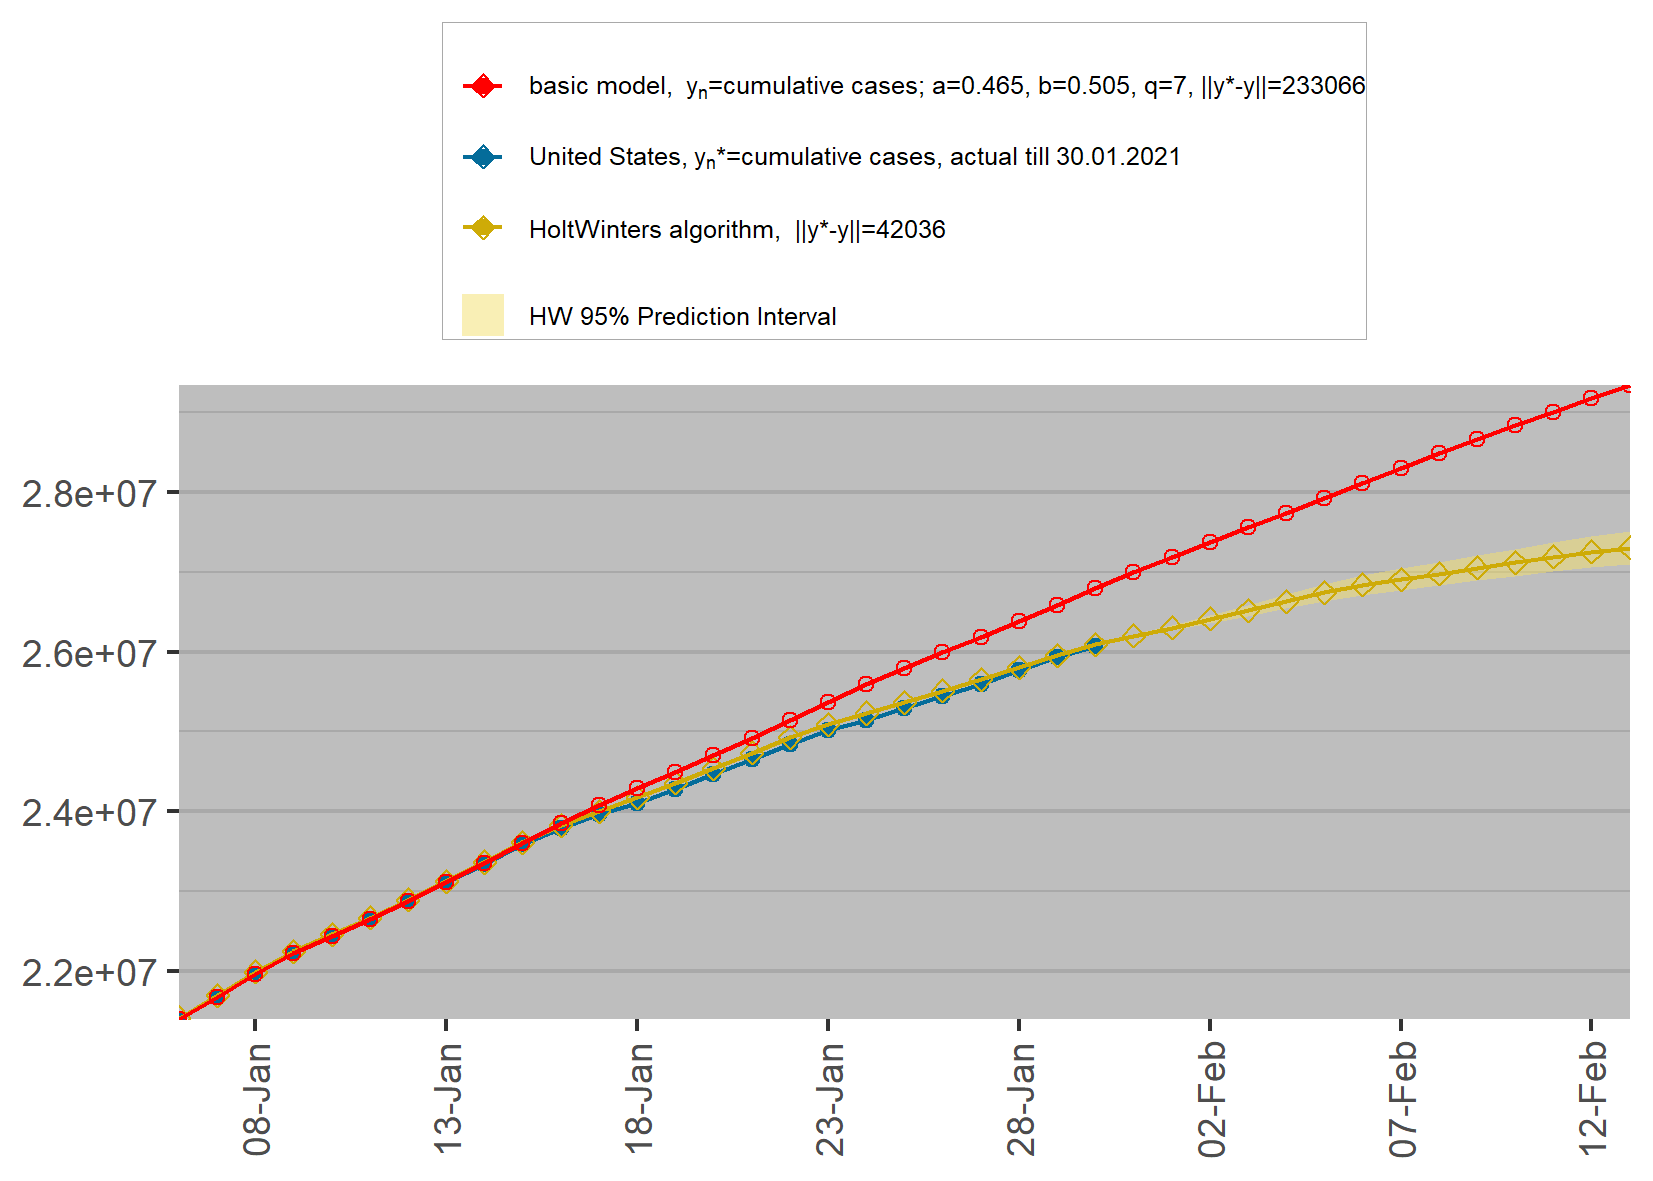 basic model,  yₙ=cumulative cases; a=0.465, b=0.505, q=7, ||y*-y||=233066
United States, yₙ*=cumulative cases, actual till 30.01.2021
HoltWinters algorithm,  ||y*-y||=42036
HW 95% Prediction Interval
2.8e+07
2.6e+07
2.4e+07
2.2e+07
08-Jan
13-Jan
18-Jan
23-Jan
28-Jan
02-Feb
07-Feb
12-Feb